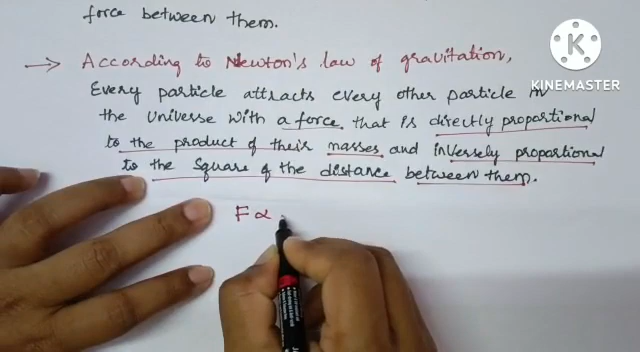 force between them.
→ According to Newton's law of gravitation,
Every particle attracts every other particle in
the Universe with a force that is directly proportional
to the product of their masses and inversely proportional
to the square of the distance between them.
F ∝
KINEMASTER